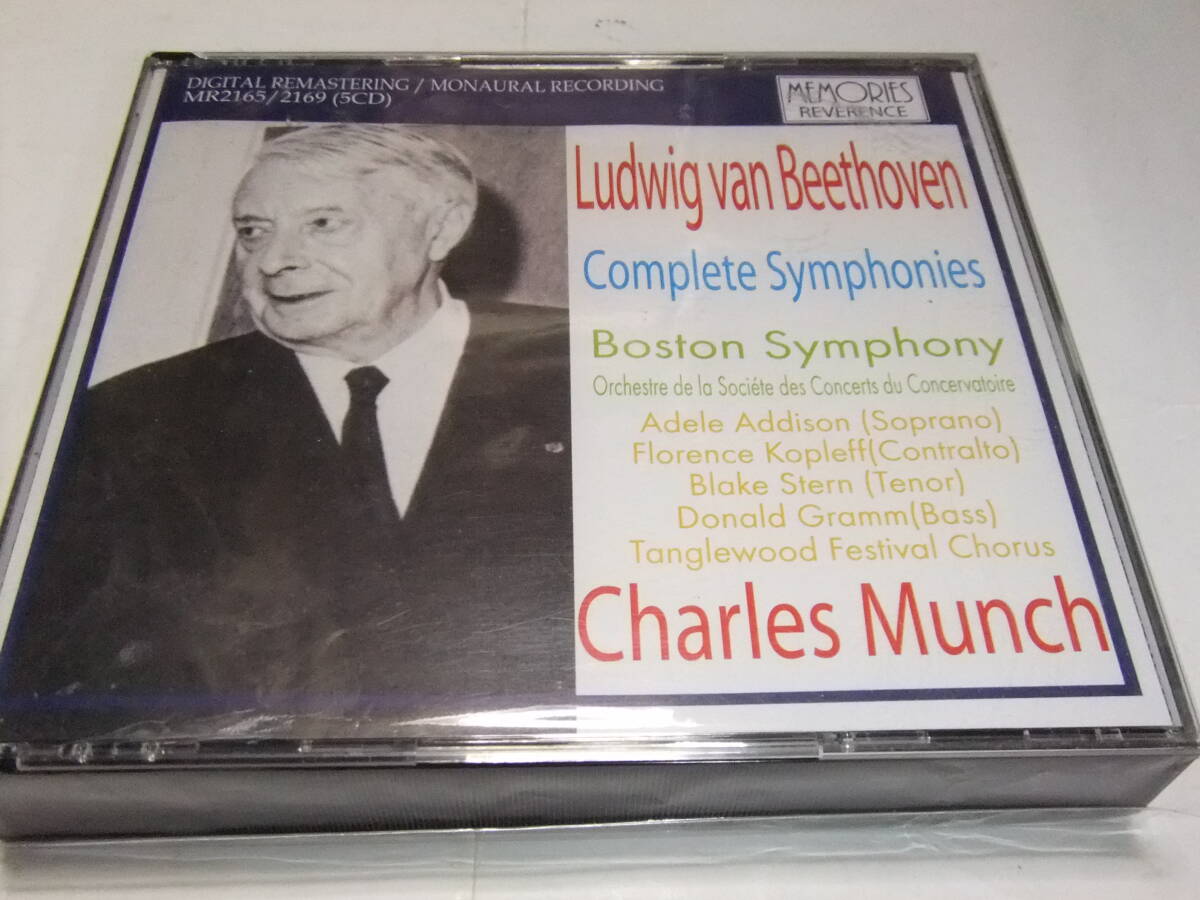 DIGITAL REMASTERING / MONAURAL RECORDING
MR2165/2169 (5CD)
MEMORIES
REVERENCE
Ludwig van Beethoven
Complete Symphonies
Boston Symphony
Orchestre de la Sociéte des Concerts du Concervatoire
Adele Addison (Soprano)
Florence Kopleff(Contralto)
Blake Stern (Tenor)
Donald Gramm(Bass)
Tanglewood Festival Chorus
Charles Munch